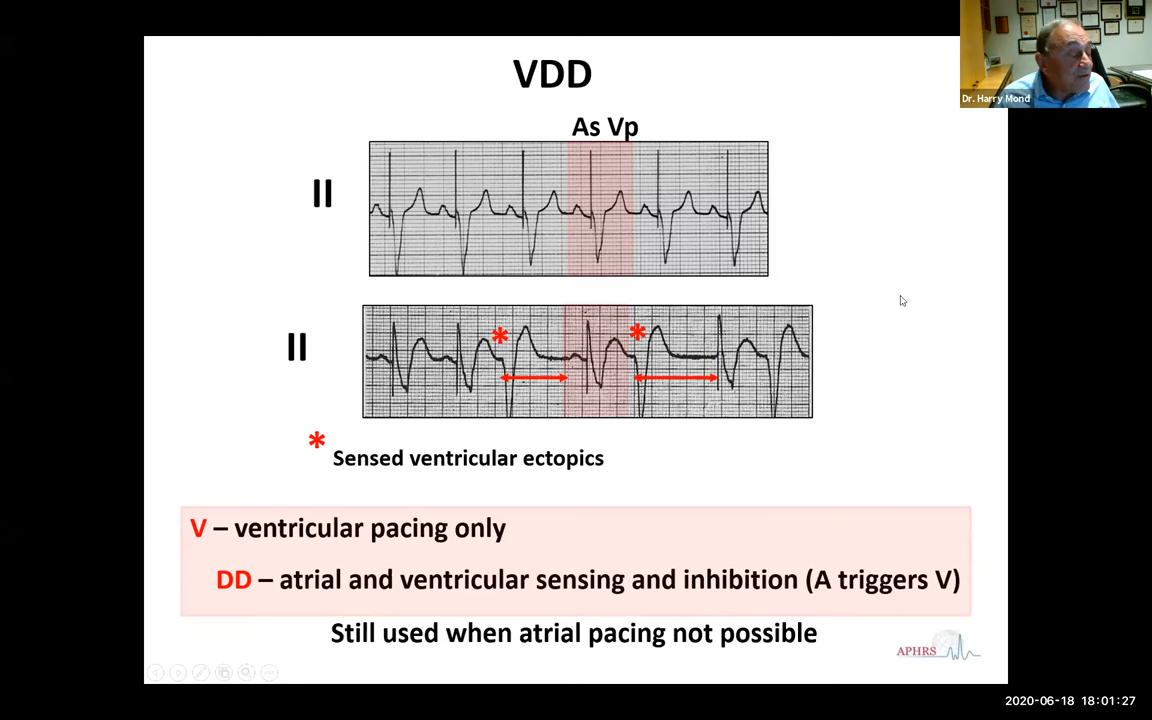 VDD
Dr. Harry Mond
As Vp
II
II
*
*
* Sensed ventricular ectopics
V – ventricular pacing only
DD – atrial and ventricular sensing and inhibition (A triggers V)
Still used when atrial pacing not possible
APHRS
2020-06-18 18:01:27